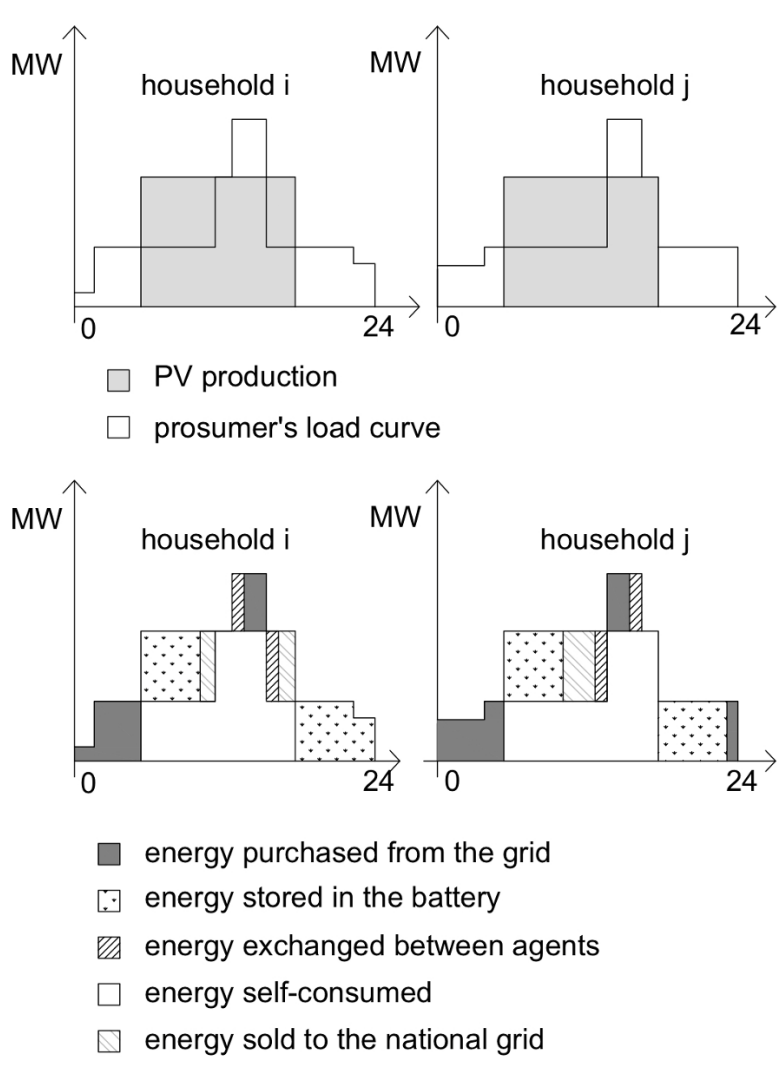 MW
household i
0
24
MW
household j
0
24
PV production
prosumer's load curve
MW
household i
0
24
MW
household j
0
24
energy purchased from the grid
energy stored in the battery
energy exchanged between agents
energy self-consumed
energy sold to the national grid